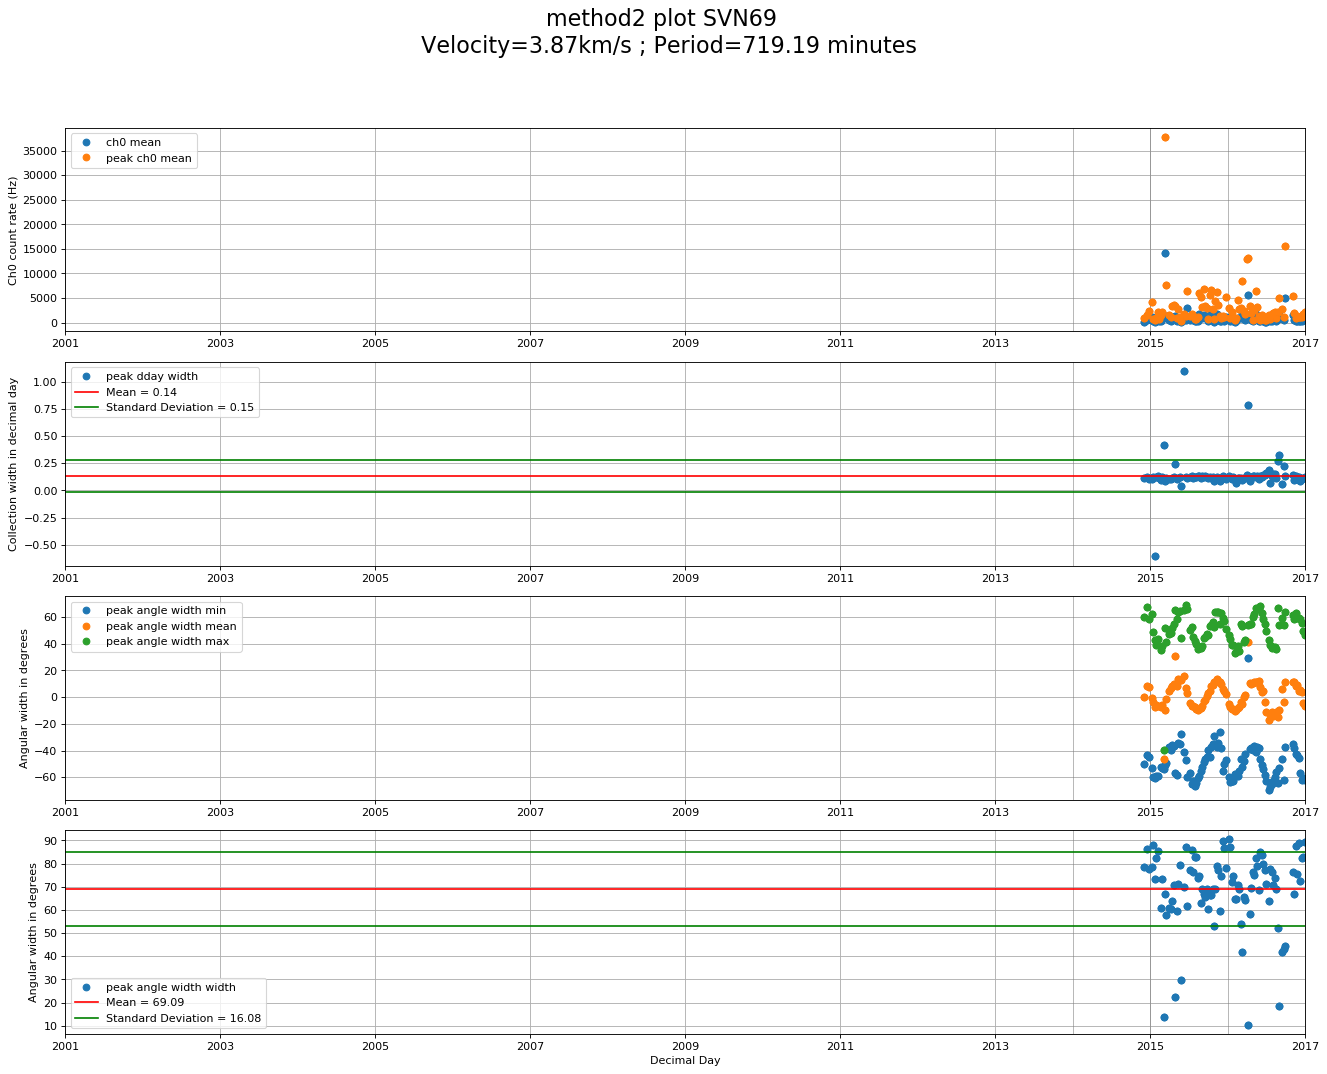 method2 plot SVN69
Velocity=3.87km/s ; Period=719.19 minutes
Ch0 count rate (Hz)
35000
30000
25000
20000
15000
10000
5000
0
ch0 mean
peak ch0 mean
2001 2003 2005 2007 2009 2011 2013 2015 2017
Collection width in decimal day
1.00
0.75
0.50
0.25
0.00
−0.25
−0.50
peak dday width
Mean = 0.14
Standard Deviation = 0.15
2001 2003 2005 2007 2009 2011 2013 2015 2017
Angular width in degrees
60
40
20
0
−20
−40
−60
peak angle width min
peak angle width mean
peak angle width max
2001 2003 2005 2007 2009 2011 2013 2015 2017
Angular width in degrees
90
80
70
60
50
40
30
20
10
peak angle width width
Mean = 69.09
Standard Deviation = 16.08
2001 2003 2005 2007 2009 2011 2013 2015 2017
Decimal Day